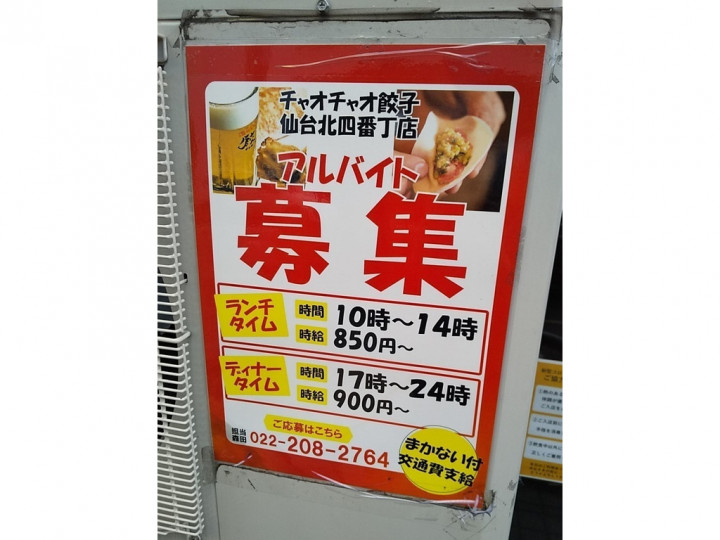 チャオチャオ餃子
仙台北四番丁店
アルバイト
募集
ランチ
タイム
時間 10時～14時
時給 850円～
ディナー
タイム
時間 17時～24時
時給 900円～
ご応募はこちら
担当
森田
022-208-2764
まかない付
交通費支給